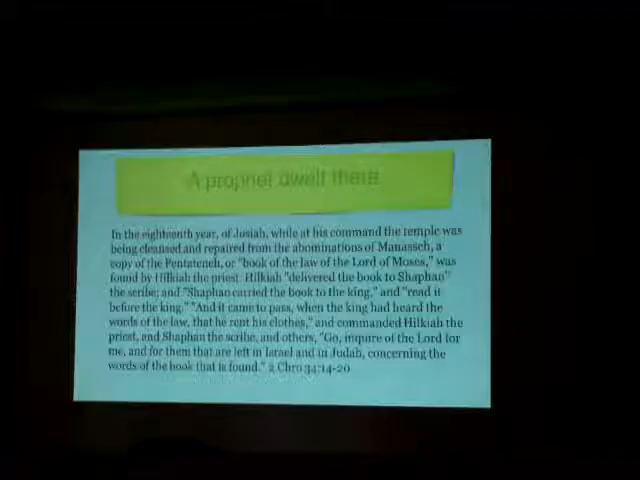 A prophet dwelt there
In the eighteenth year, of Josiah, while at his command the temple was
being cleansed and repaired from the abominations of Manasseh, a
copy of the Pentateuch, or "book of the law of the Lord of Moses," was
found by Hilkiah the priest. Hilkiah "delivered the book to Shaphan"
the scribe; and "Shaphan carried the book to the king," and "read it
before the king." "And it came to pass, when the king had heard the
words of the law, that he rent his clothes," and commanded Hilkiah the
priest, and Shaphan the scribe, and others, "Go, inquire of the Lord for
me, and for them that are left in Israel and in Judah, concerning the
words of the book that is found." 2 Chro 34:14-20